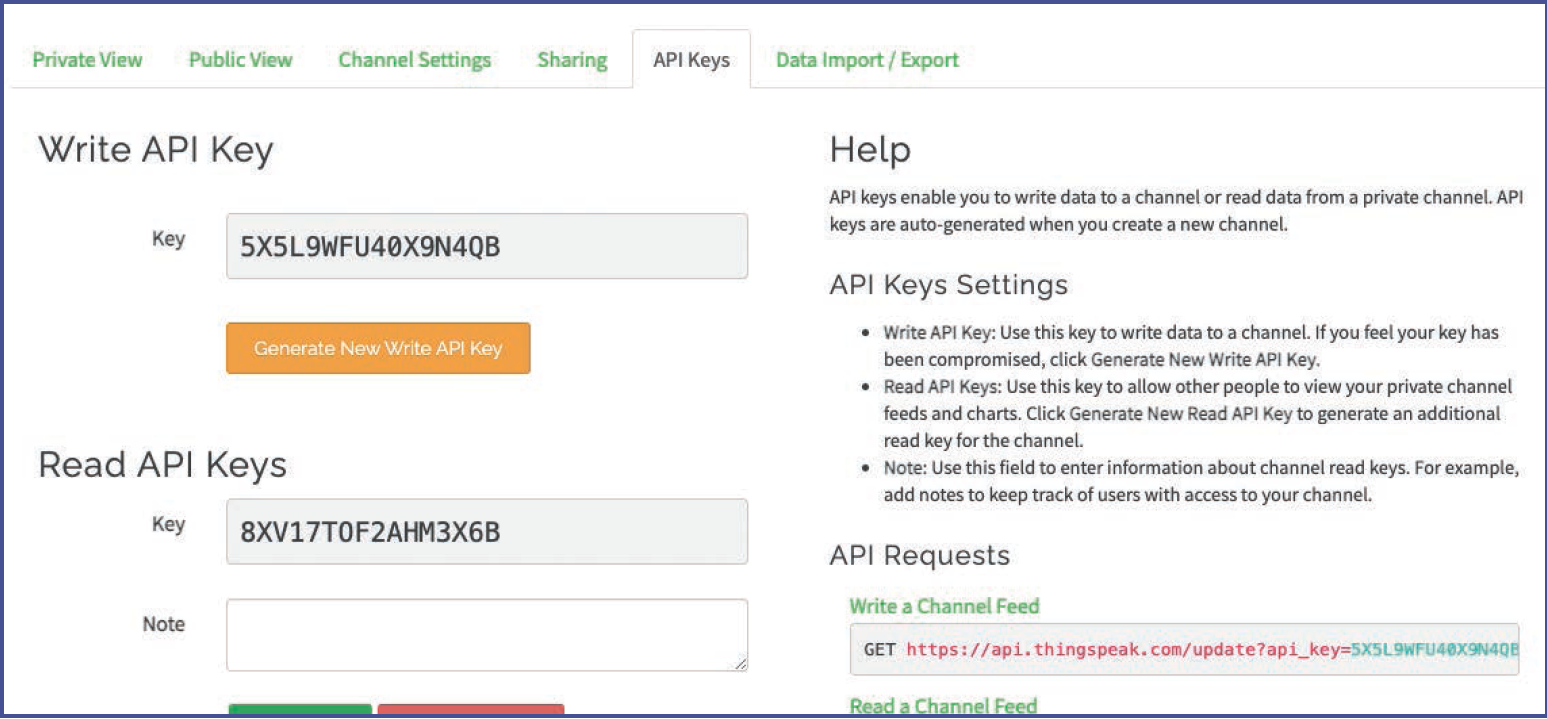 Private View Public View Channel Settings Sharing API Keys Data Import / Export
Write API Key
Key 5X5L9WFU40X9N4QB
Generate New Write API Key
Read API Keys
Key 8XV17T0F2AHM3X6B
Note
Help
API keys enable you to write data to a channel or read data from a private channel. API
keys are auto-generated when you create a new channel.
API Keys Settings
• Write API Key: Use this key to write data to a channel. If you feel your key has
been compromised, click Generate New Write API Key.
• Read API Keys: Use this key to allow other people to view your private channel
feeds and charts. Click Generate New Read API Key to generate an additional
read key for the channel.
• Note: Use this field to enter information about channel read keys. For example,
add notes to keep track of users with access to your channel.
API Requests
Write a Channel Feed
GET https://api.thingspeak.com/update?api_key=5X5L9WFU40X9N4QB
Read a Channel Feed